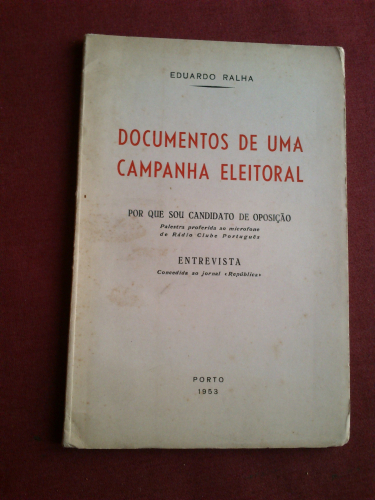 EDUARDO RALHA
DOCUMENTOS DE UMA
CAMPANHA ELEITORAL
POR QUE SOU CANDIDATO DE OPOSIÇÃO
Palestra proferida ao microfone
do Rádio Clube Português
ENTREVISTA
Concedida ao jornal «República»
PORTO
1953